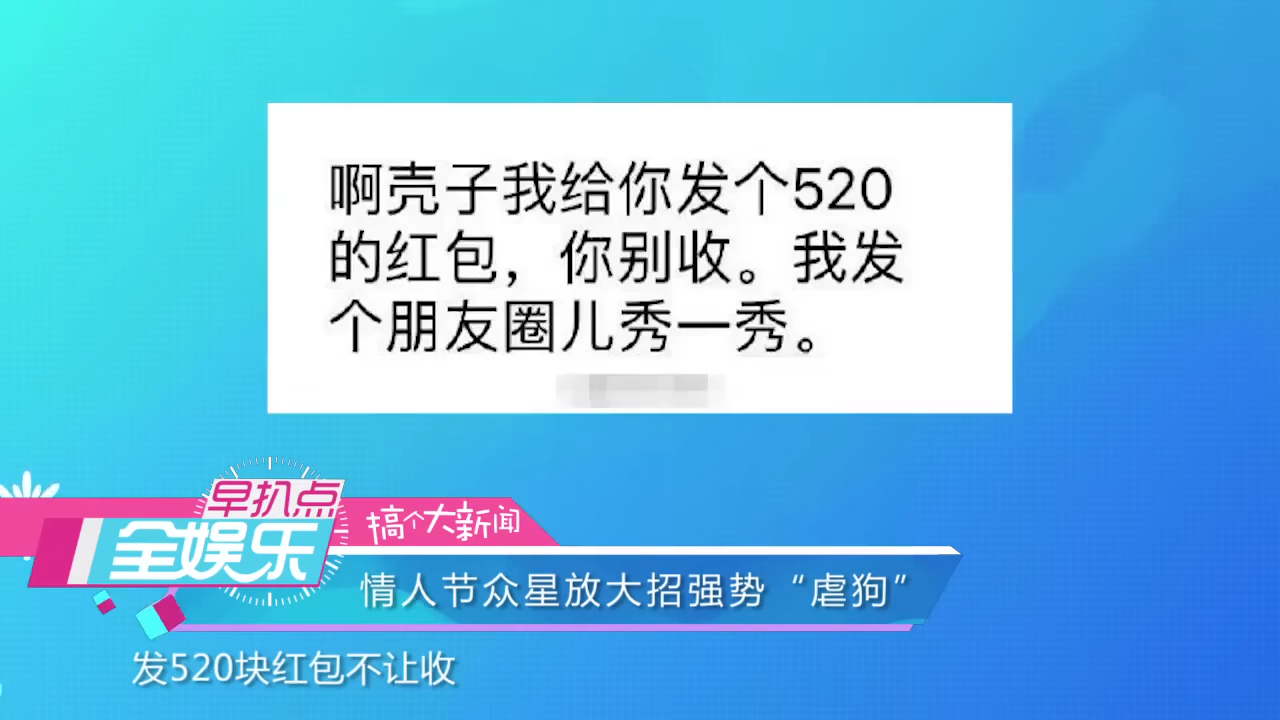 啊壳子我给你发个520
的红包，你别收。我发
个朋友圈儿秀一秀。
早扒点
全娱乐
搞个大新闻
情人节众星放大招强势“虐狗”
发520块红包不让收